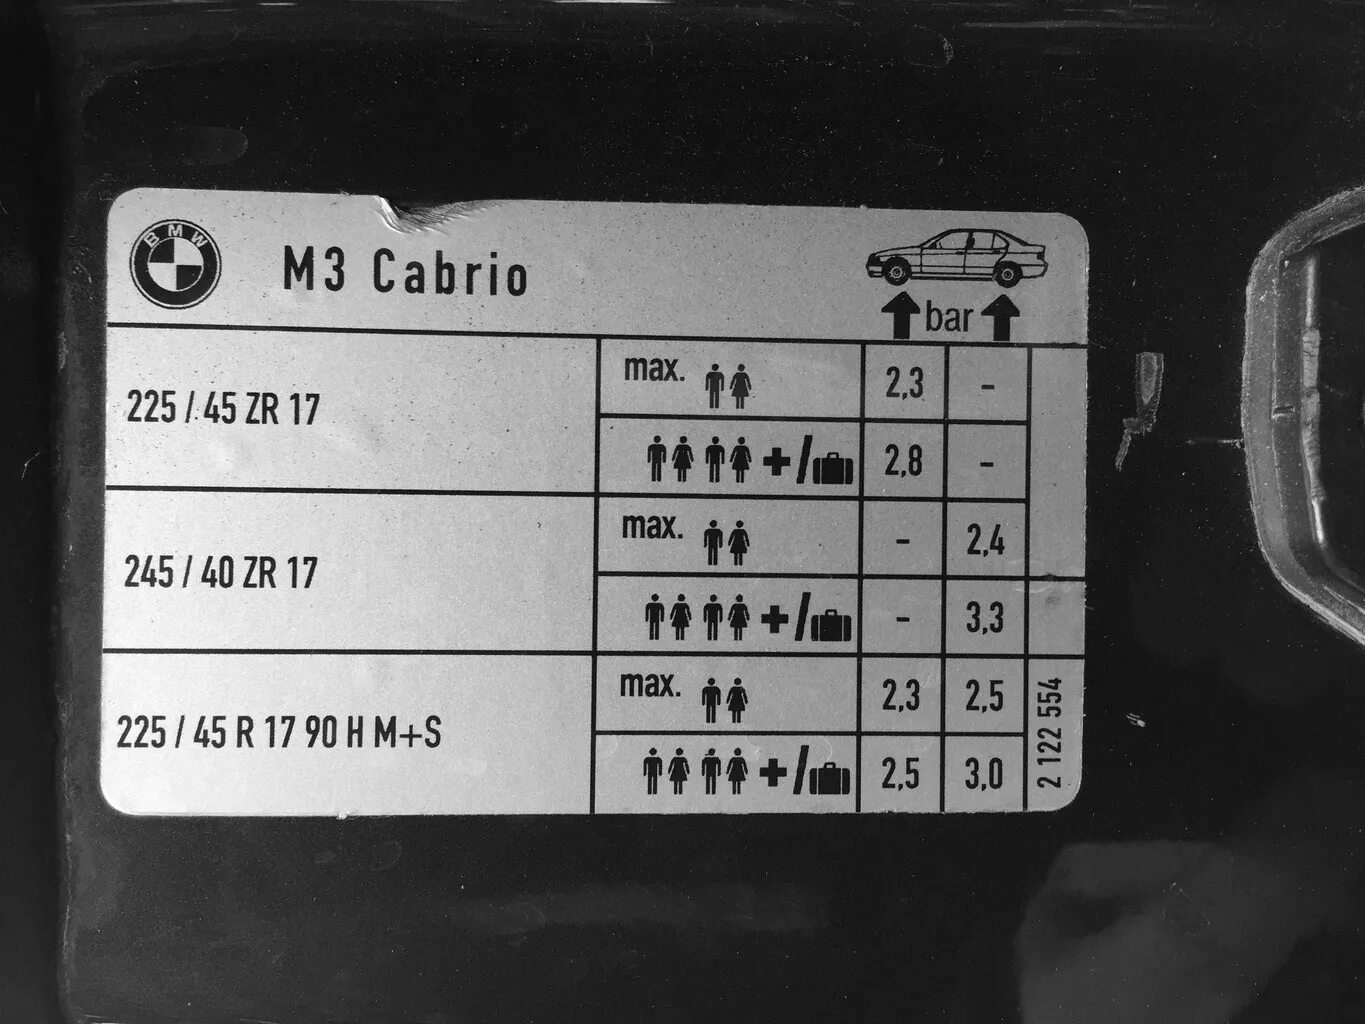 BMW
M3 Cabrio
bar
225 / 45 ZR 17
max.
2,3
-
+/
2,8
-
245 / 40 ZR 17
max.
-
2,4
+/
-
3,3
225 / 45 R 17 90 H M+S
max.
2,3
2,5
+/
2,5
3,0
2 122 554